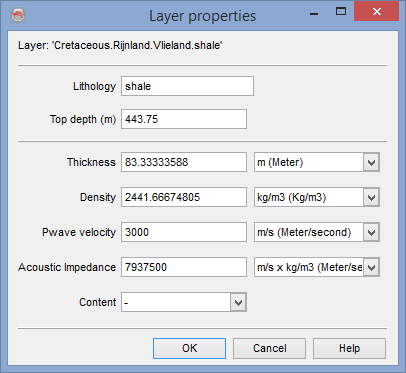 Layer properties
Layer: 'Cretaceous.Rijnland.Vlieland.shale'
Lithology shale
Top depth (m) 443.75
Thickness 83.33333588 m (Meter)
Density 2441.66674805 kg/m3 (Kg/m3)
Pwave velocity 3000 m/s (Meter/second)
Acoustic Impedance 7937500 m/s x kg/m3 (Meter/se
Content -
OK Cancel Help